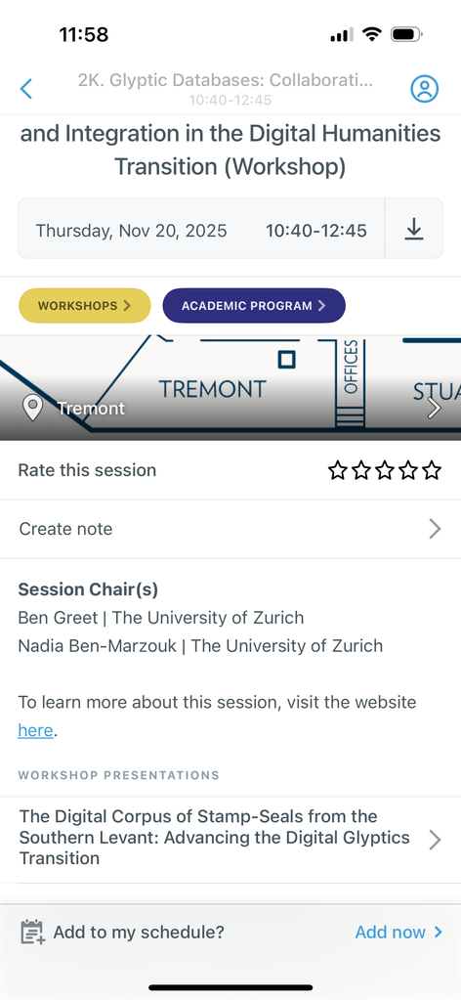 11:58
2K. Glyptic Databases: Collaborati...
10:40-12:45
and Integration in the Digital Humanities
Transition (Workshop)
Thursday, Nov 20, 2025 10:40-12:45
WORKSHOPS ACADEMIC PROGRAM
TREMONT
OFFICES
STUA
Tremont
Rate this session
Create note
Session Chair(s)
Ben Greet | The University of Zurich
Nadia Ben-Marzouk | The University of Zurich
To learn more about this session, visit the website
here.
WORKSHOP PRESENTATIONS
The Digital Corpus of Stamp-Seals from the
Southern Levant: Advancing the Digital Glyptics
Transition
Add to my schedule? Add now